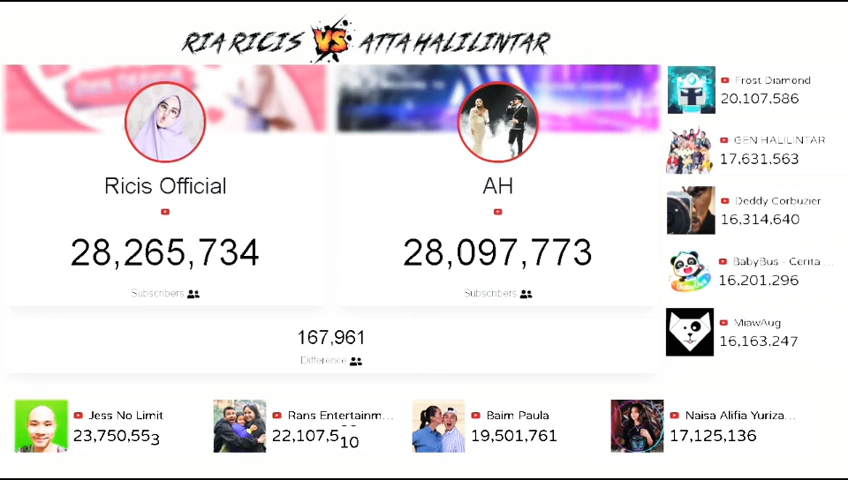 RIA RICIS VS ATTA HALILINTAR
Ricis Official
28,265,734
Subscribers
AH
28,097,773
Subscribers
167,961
Difference
Frost Diamond
20,107,586
GEN HALILINTAR
17,631,563
Deddy Corbuzier
16,314,640
BabyBus - Cerita ...
16,201,296
MiawAug
16,163,247
Jess No Limit
23,750,553
Rans Entertainm...
22,107,510
Baim Paula
19,501,761
Naisa Alifia Yuriza...
17,125,136